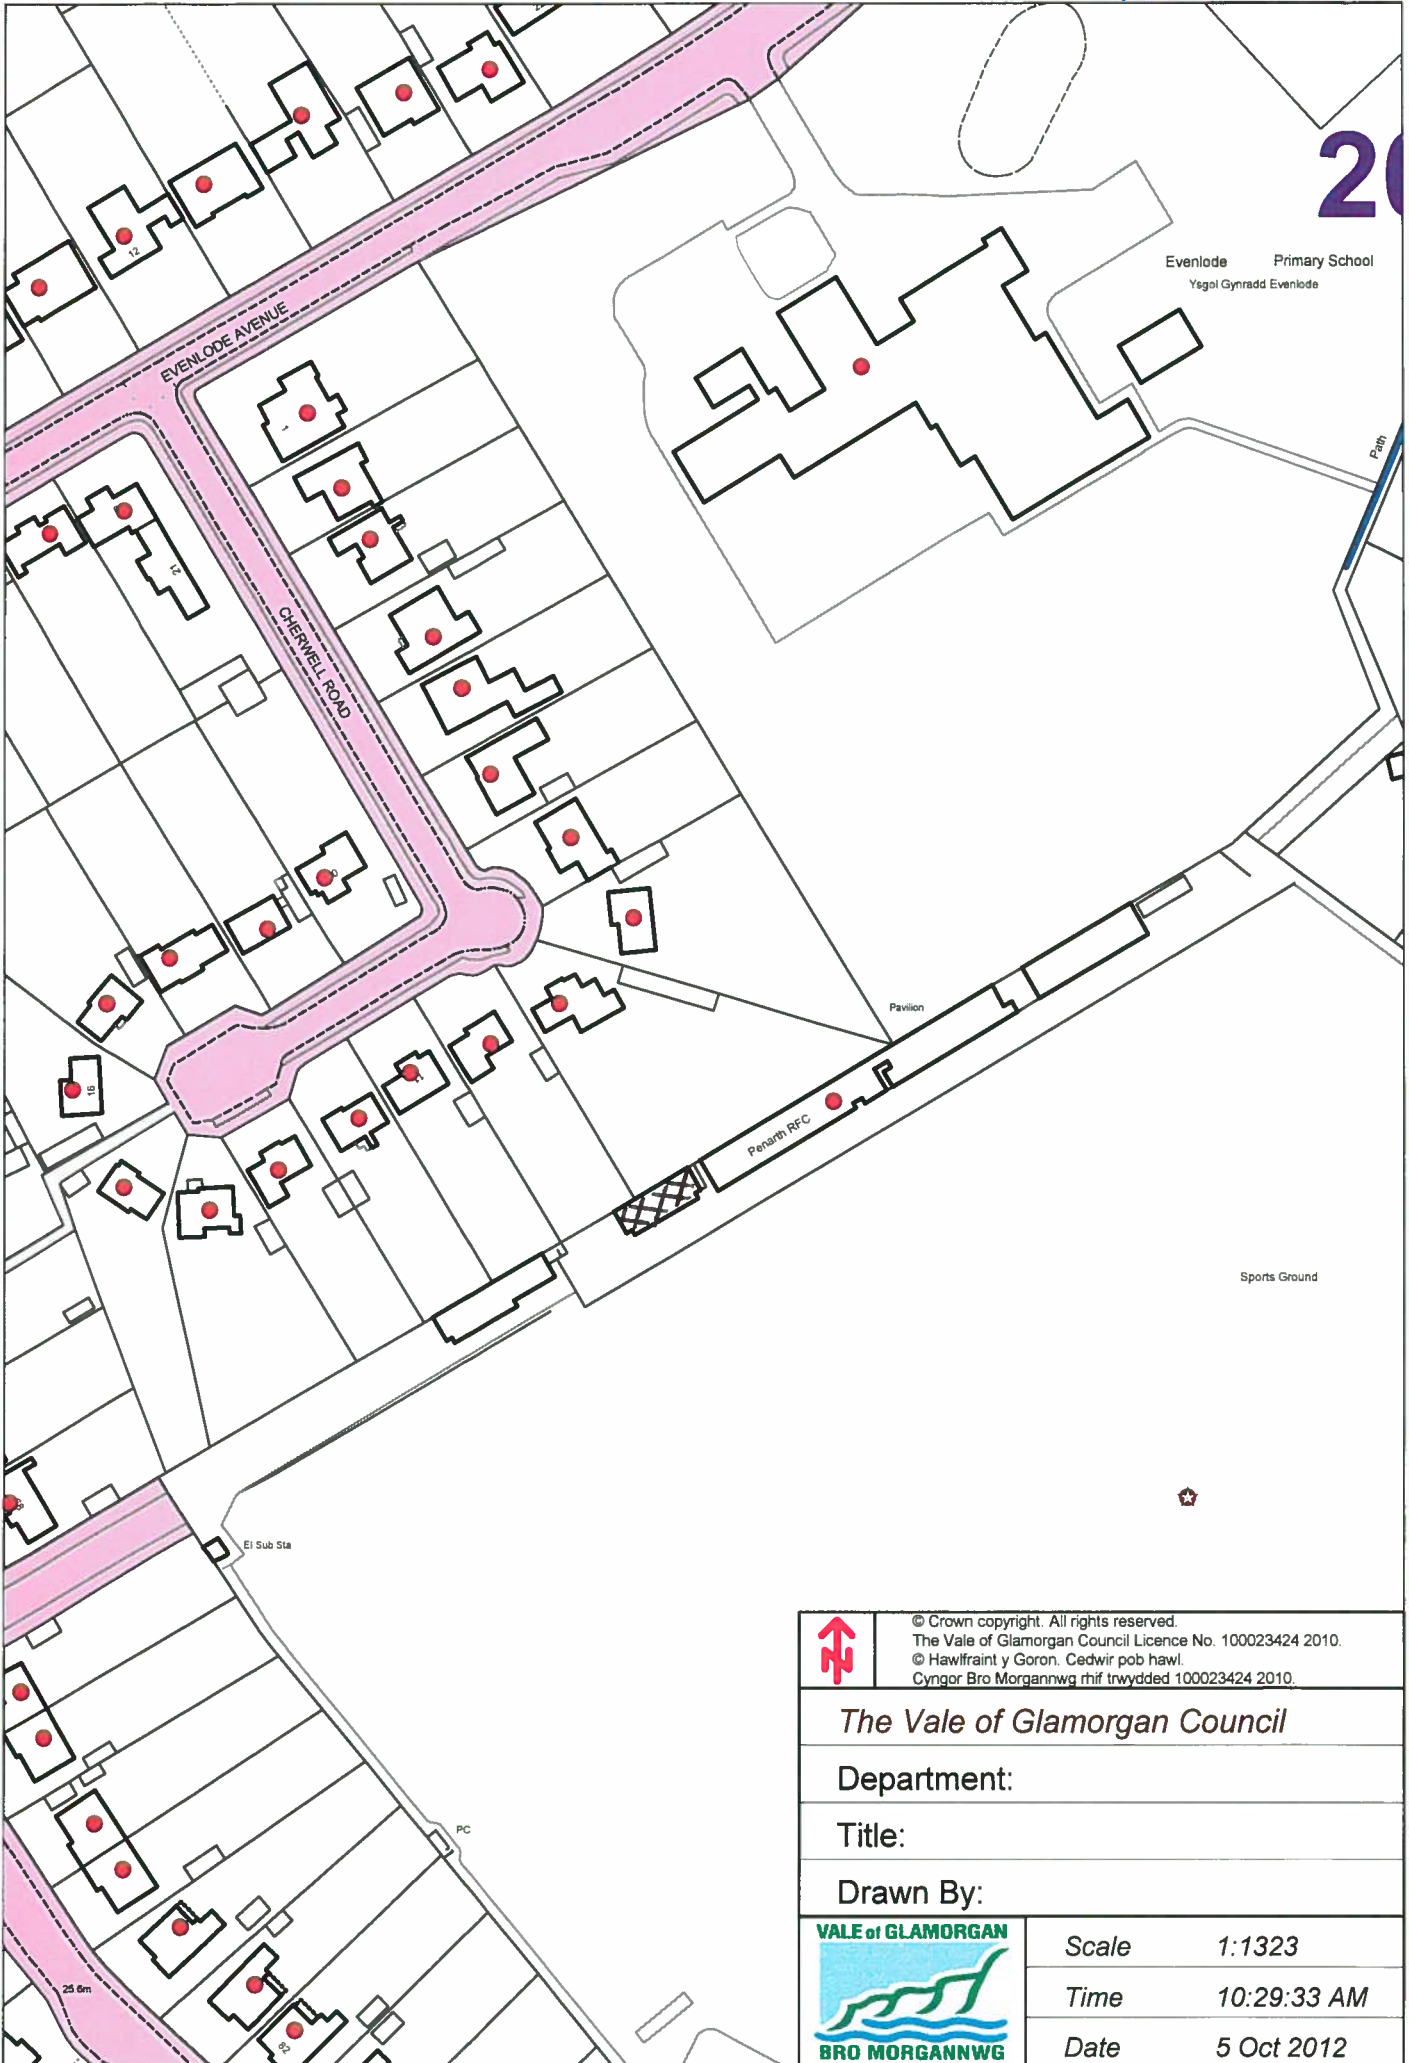 20
12
Evenlode Primary School
Ysgol Gynradd Evenlode
EVENLODE AVENUE
1
Path
21
CHERWELL ROAD
Pavilion
16
11
Penarth RFC
Sports Ground
El Sub Sta
PC
25.6m
82
© Crown copyright. All rights reserved.
The Vale of Glamorgan Council Licence No. 100023424 2010.
© Hawlfraint y Goron. Cedwir pob hawl.
Cyngor Bro Morgannwg rhif trwydded 100023424 2010.
N
The Vale of Glamorgan Council
Department:
Title:
Drawn By:
VALE of GLAMORGAN
BRO MORGANNWG
Scale 1:1323
Time 10:29:33 AM
Date 5 Oct 2012